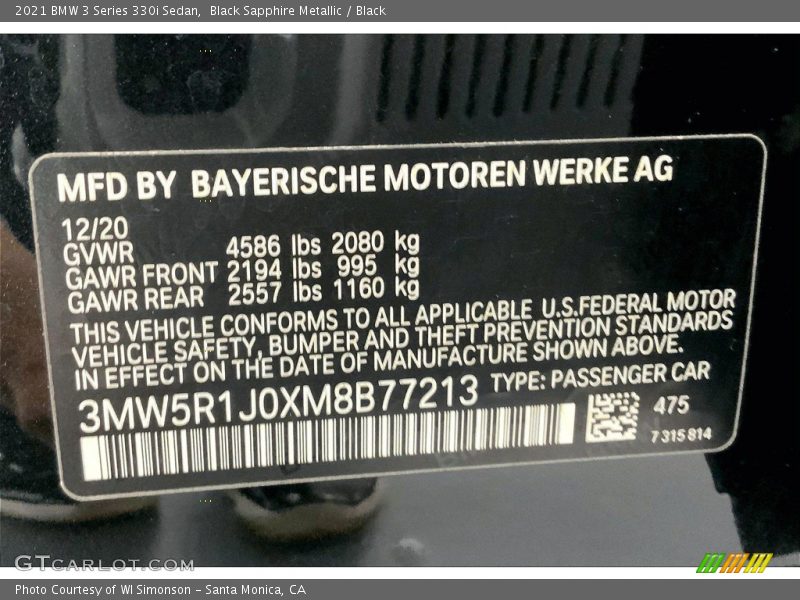 2021 BMW 3 Series 330i Sedan, Black Sapphire Metallic / Black
MFD BY BAYERISCHE MOTOREN WERKE AG
12/20
GVWR 4586 lbs 2080 kg
GAWR FRONT 2194 lbs 995 kg
GAWR REAR 2557 lbs 1160 kg
THIS VEHICLE CONFORMS TO ALL APPLICABLE U.S.FEDERAL MOTOR
VEHICLE SAFETY, BUMPER AND THEFT PREVENTION STANDARDS
IN EFFECT ON THE DATE OF MANUFACTURE SHOWN ABOVE.
3MW5R1J0XM8B77213 TYPE: PASSENGER CAR
475
7 315 814
GTCARLOT.COM
Photo Courtesy of WI Simonson - Santa Monica, CA